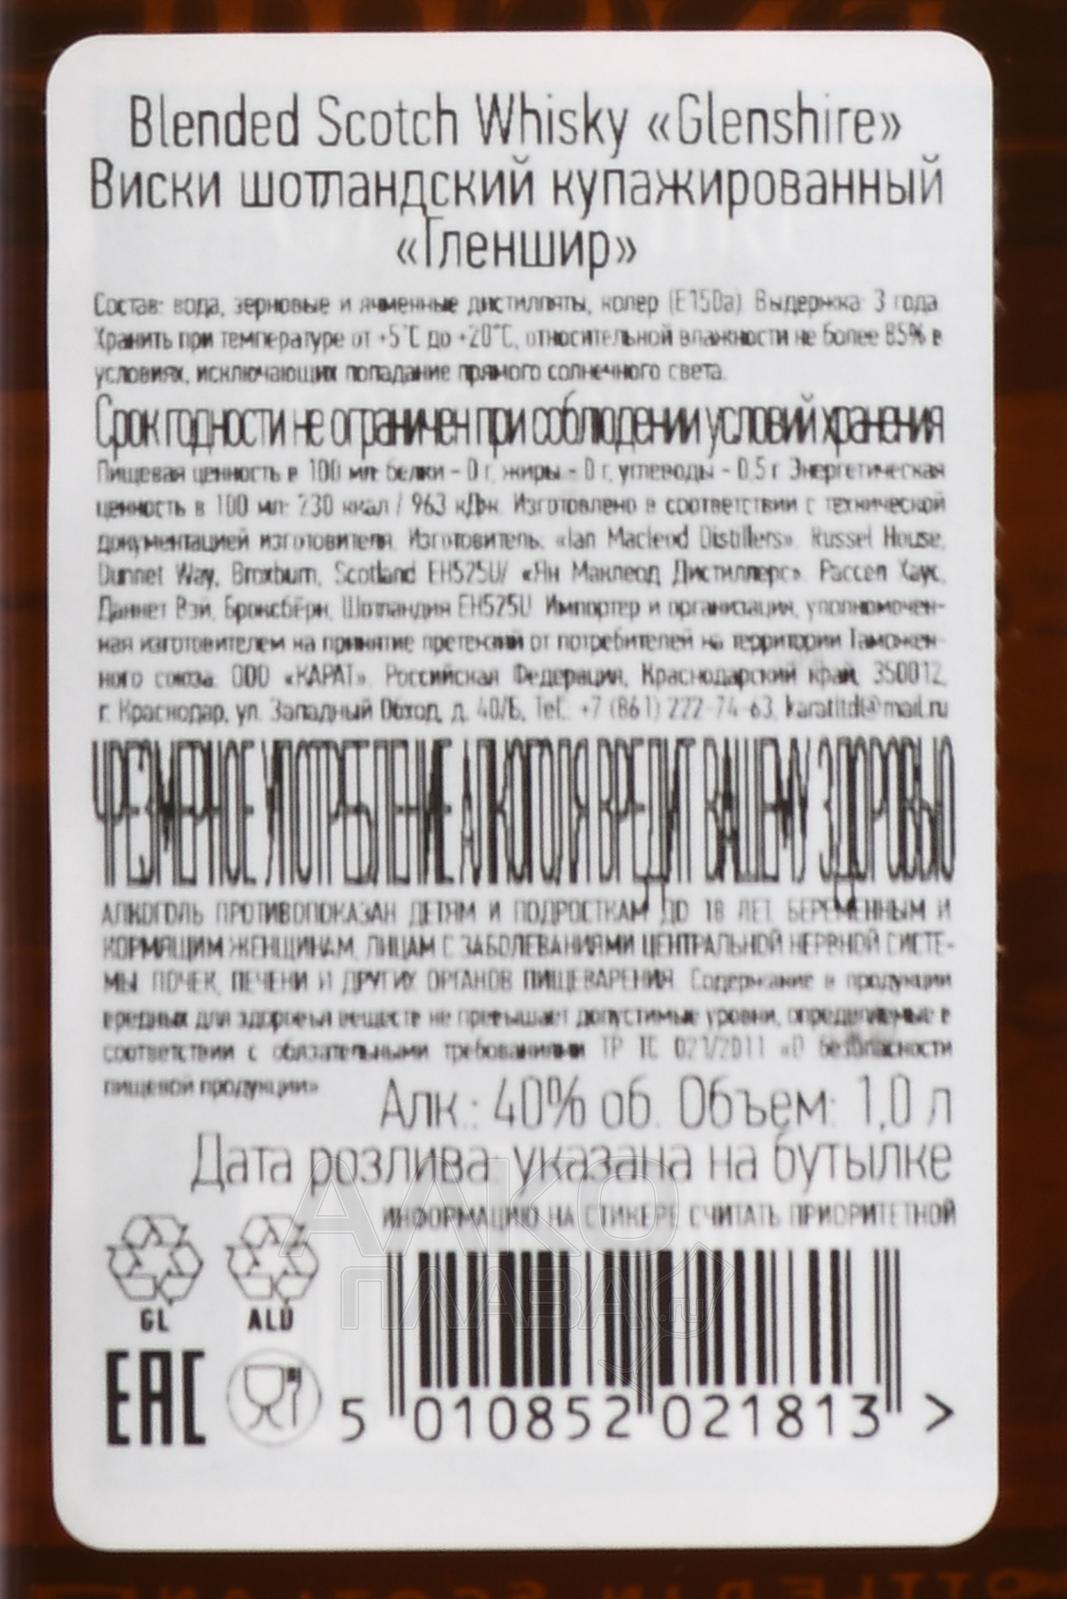 Blended Scotch Whisky «Glenshire»
Виски шотландский купажированный
«Гленшир»
Состав: вода, зерновые и ячменные дистилляты, колер (Е150а). Выдержка: 3 года.
Хранить при температуре от +5°С до +20°С, относительной влажности не более 85% в
условиях, исключающих попадание прямого солнечного света.
Срок годности не ограничен при соблюдении условий хранения
Пищевая ценность в 100 мл: белки - 0 г, жиры - 0 г, углеводы - 0,5 г. Энергетическая
ценность в 100 мл: 230 ккал / 963 кДж. Изготовлено в соответствии с технической
документацией изготовителя. Изготовитель: «Ian Macleod Distillers». Russel House,
Dunnet Way, Broxburn, Scotland EH525U/ «Ян Маклеод Дистиллерс». Рассел Хаус,
Даннет Вэй, Броксбёрн, Шотландия EH525U. Импортер и организация, уполномочен-
ная изготовителем на принятие претензий от потребителей на территории Таможен-
ного союза: ООО «КАРАТ». Российская Федерация, Краснодарский край, 350012,
г. Краснодар, ул. Западный Обход, д. 40/Б, Tel.: +7 (861) 222-74-63, karatltd@mail.ru
ЧРЕЗМЕРНОЕ УПОТРЕБЛЕНИЕ АЛКОГОЛЯ ВРЕДИТ ВАШЕМУ ЗДОРОВЬЮ
АЛКОГОЛЬ ПРОТИВОПОКАЗАН ДЕТЯМ И ПОДРОСТКАМ ДО 18 ЛЕТ, БЕРЕМЕННЫМ И
КОРМЯЩИМ ЖЕНЩИНАМ, ЛИЦАМ С ЗАБОЛЕВАНИЯМИ ЦЕНТРАЛЬНОЙ НЕРВНОЙ СИСТЕ-
МЫ, ПОЧЕК, ПЕЧЕНИ И ДРУГИХ ОРГАНОВ ПИЩЕВАРЕНИЯ. Содержание в продукции
вредных для здоровья веществ не превышает допустимые уровни, определяемые в
соответствии с обязательными требованиями ТР ТС 021/2011 «О безопасности
пищевой продукции»
Алк.: 40% об. Объем: 1,0 л
Дата розлива: указана на бутылке
ИНФОРМАЦИЮ НА СТИКЕРЕ СЧИТАТЬ ПРИОРИТЕТНОЙ
АЛКО
ПЛАЗА.ru
GL ALU
EAC
5 010852 021813 >